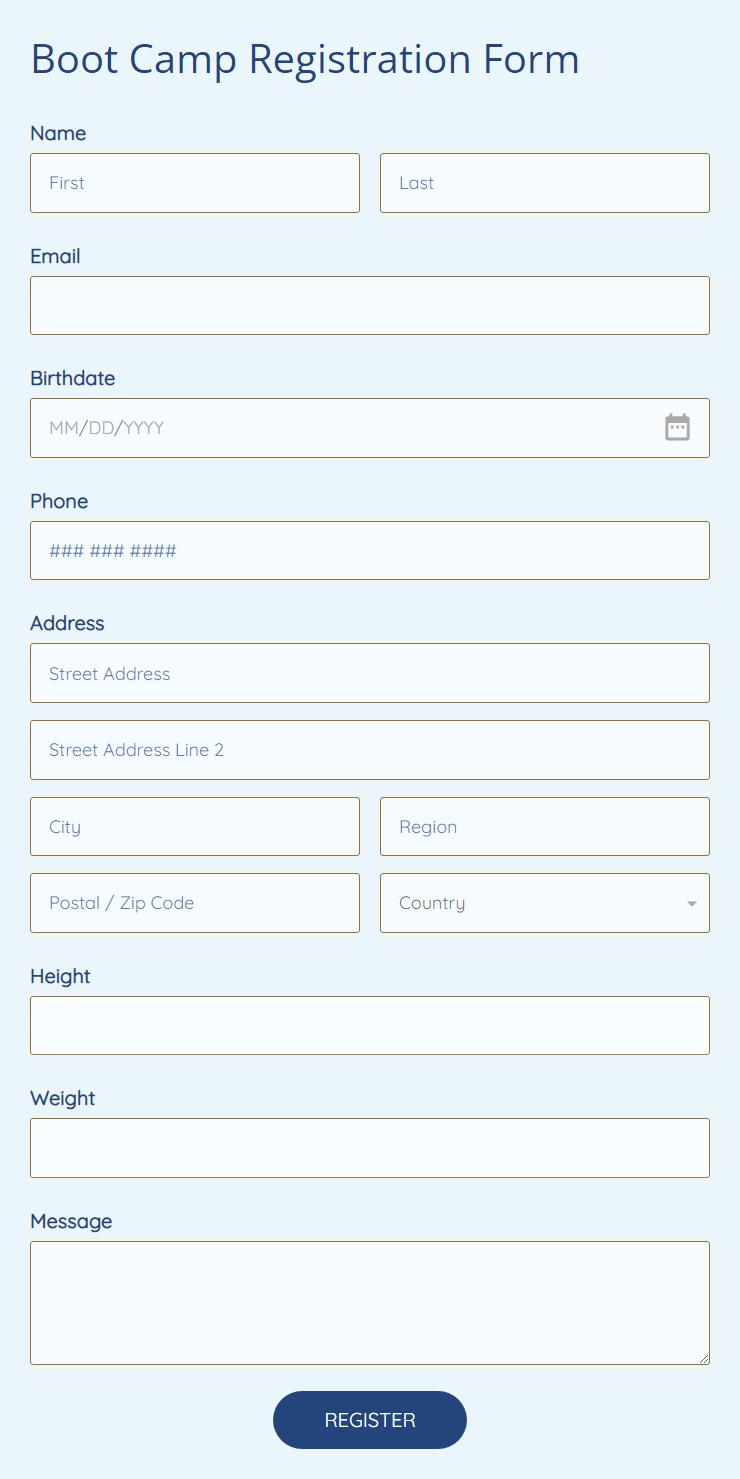 Boot Camp Registration Form
Name
First Last
Email
Birthdate
MM/DD/YYYY
Phone
### ### ####
Address
Street Address
Street Address Line 2
City Region
Postal / Zip Code Country
Height
Weight
Message
REGISTER